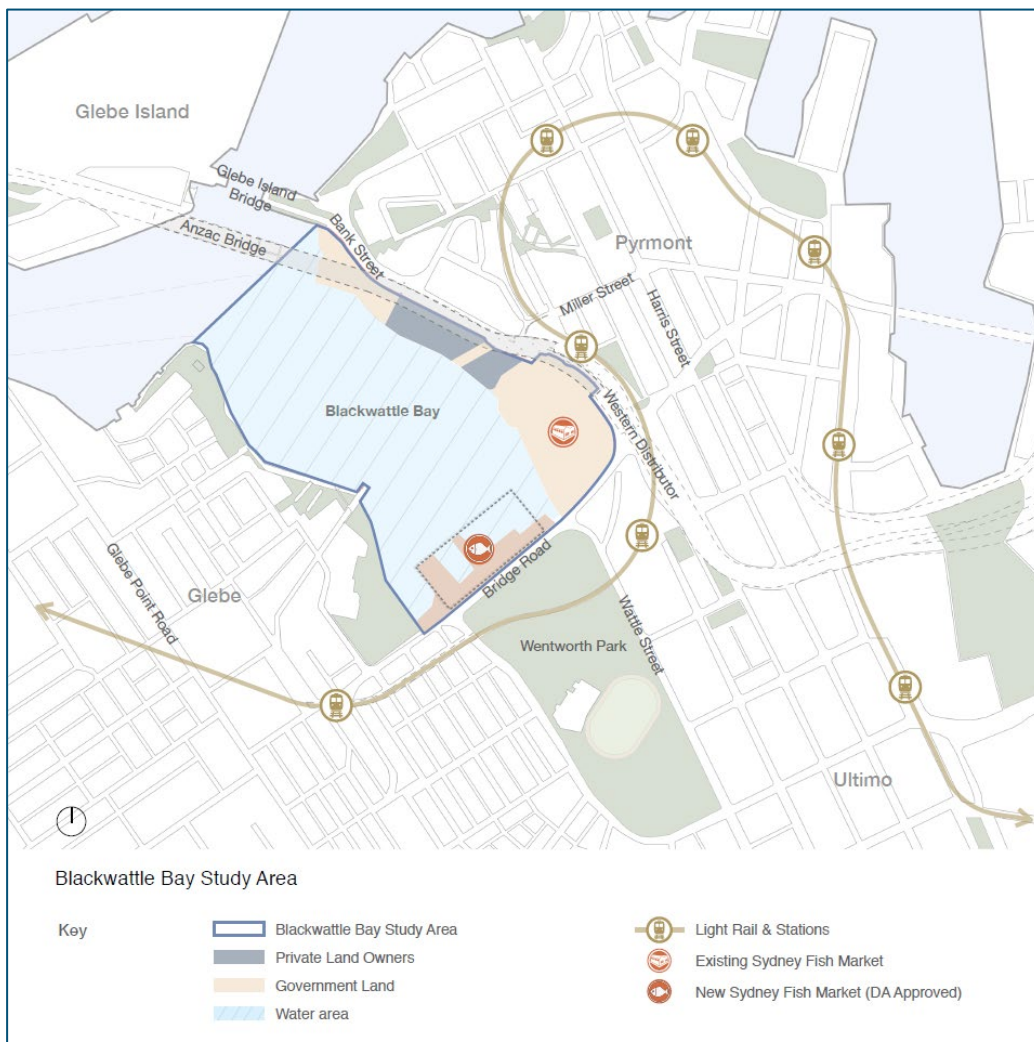 Glebe Island
Glebe Island
Bridge
Anzac Bridge
Bank Street
Pyrmont
Miller Street
Harris Street
Blackwattle Bay
Western Distributor
Bridge Road
Glebe Point Road
Glebe
Wattle Street
Wentworth Park
Ultimo
Blackwattle Bay Study Area
Key
Blackwattle Bay Study Area
Private Land Owners
Government Land
Water area
Light Rail & Stations
Existing Sydney Fish Market
New Sydney Fish Market (DA Approved)